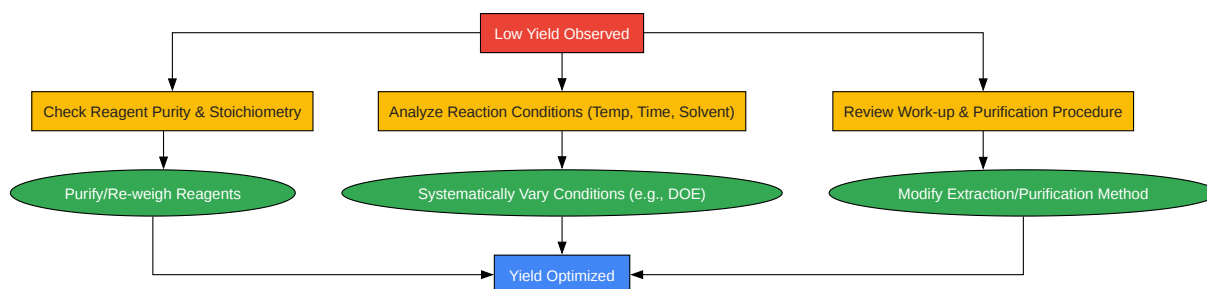 Low Yield Observed
Check Reagent Purity & Stoichiometry
Analyze Reaction Conditions (Temp, Time, Solvent)
Review Work-up & Purification Procedure
Purify/Re-weigh Reagents
Systematically Vary Conditions (e.g., DOE)
Modify Extraction/Purification Method
Yield Optimized